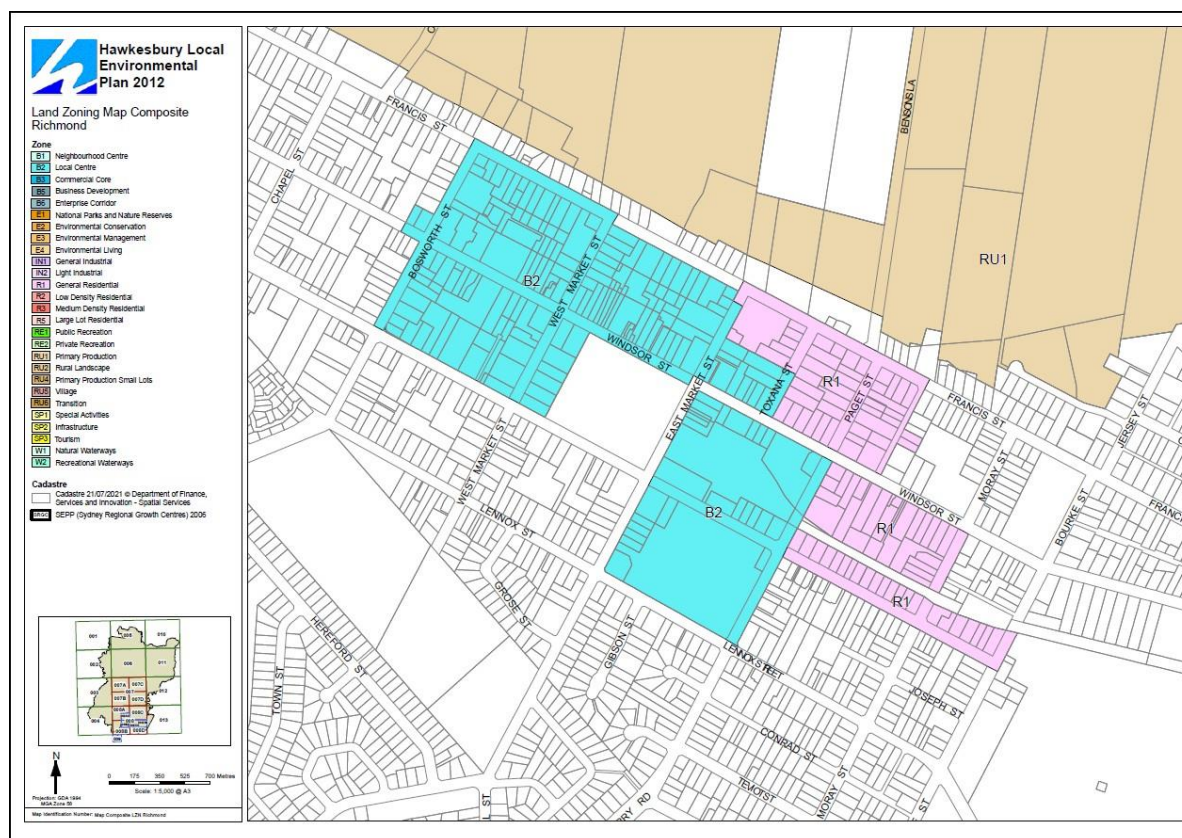 Hawkesbury Local
Environmental
Plan 2012
Land Zoning Map Composite
Richmond
Zone
B1 Neighbourhood Centre
B2 Local Centre
B3 Commercial Core
B5 Business Development
B6 Enterprise Corridor
E1 National Parks and Nature Reserves
E2 Environmental Conservation
E3 Environmental Management
E4 Environmental Living
IN1 General Industrial
IN2 Light Industrial
R1 General Residential
R2 Low Density Residential
R3 Medium Density Residential
R5 Large Lot Residential
RE1 Public Recreation
RE2 Private Recreation
RU1 Primary Production
RU2 Rural Landscape
RU4 Primary Production Small Lots
RU5 Village
RU6 Transition
SP1 Special Activities
SP2 Infrastructure
SP3 Tourism
W1 Natural Waterways
W2 Recreational Waterways
Cadastre
Cadastre 21/07/2021 © Department of Finance,
Services and Innovation - Spatial Services
SEPP (Sydney Regional Growth Centres) 2006
N
0 175 350 525 700 Metres
Scale: 1:5,000 @ A3
Projection: GDA 1994
MGA Zone 56
Map Identification Number: Map Composite LZN Richmond
FRANCIS ST
CHAPEL ST
BOSWORTH ST
B2
WEST MARKET ST
WINDSOR ST
EAST MARKET ST
TOXANA ST
R1
PAGET ST
BENSONS LA
RU1
FRANCIS ST
JERSEY ST
MORAY ST
WINDSOR ST
BOURKE ST
WEST MARKET ST
LENNOX ST
B2
R1
R1
GROSE ST
HEREFORD ST
GIBSON ST
LENNOX STREET
TOWN ST
JOSEPH ST
CONRAD ST
MORAY ST